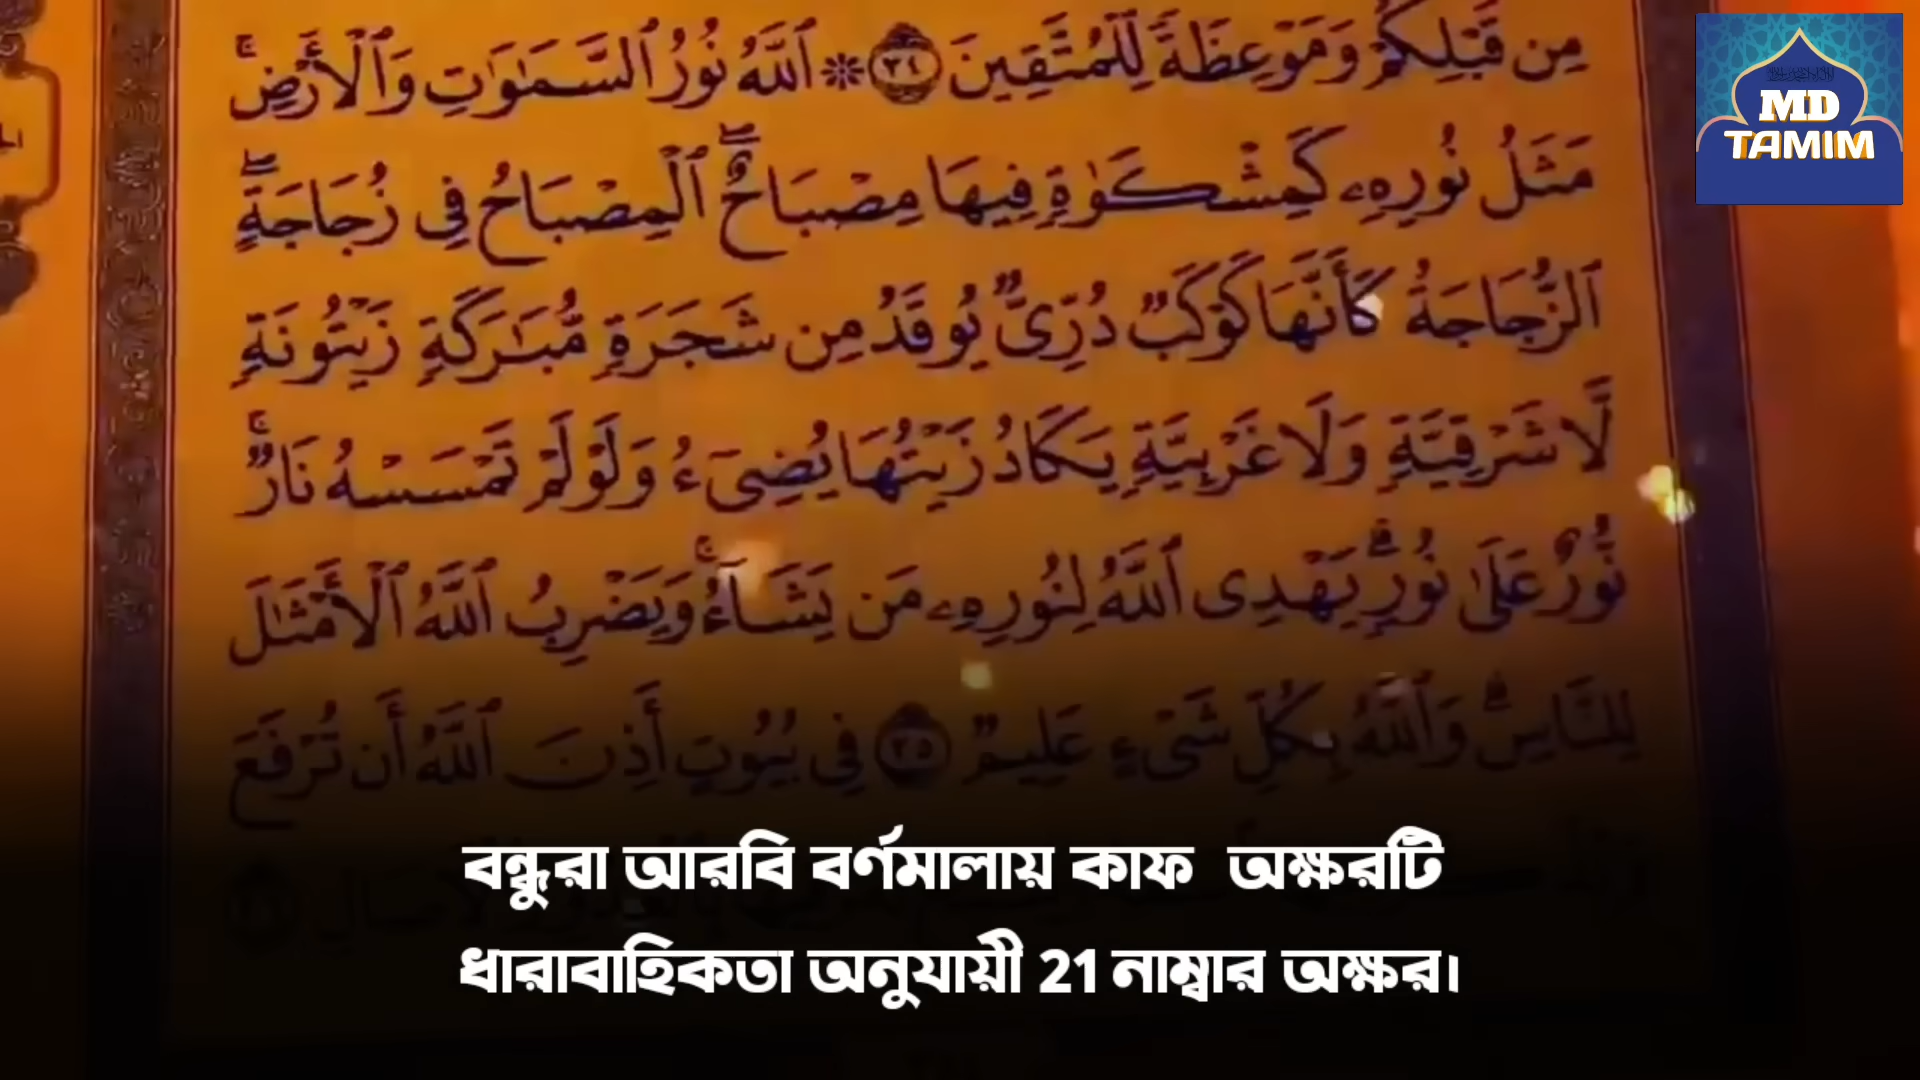 مِن قَبْلِكُمْ وَمَوْعِظَةً لِّلْمُتَّقِينَ ٣٤ ۞ ٱللَّهُ نُورُ ٱلسَّمَٰوَٰتِ وَٱلْأَرْضِۚ
مَثَلُ نُورِهِۦ كَمِشْكَوٰةٍ فِيهَا مِصْبَاحٌۖ ٱلْمِصْبَاحُ فِى زُجَاجَةٍۖ
ٱلزُّجَاجَةُ كَأَنَّهَا كَوْكَبٌ دُرِّىٌّ يُوقَدُ مِن شَجَرَةٍ مُّبَٰرَكَةٍ زَيْتُونَةٍ
لَّا شَرْقِيَّةٍ وَلَا غَرْبِيَّةٍ يَكَادُ زَيْتُهَا يُضِىٓءُ وَلَوْ لَمْ تَمْسَسْهُ نَارٌۚ
نُّورٌ عَلَىٰ نُورٍۗ يَهْدِى ٱللَّهُ لِنُورِهِۦ مَن يَشَآءُۚ وَيَضْرِبُ ٱللَّهُ ٱلْأَمْثَٰلَ
لِلنَّاسِۗ وَٱللَّهُ بِكُلِّ شَىْءٍ عَلِيمٌ ٣٥ فِى بُيُوتٍ أَذِنَ ٱللَّهُ أَن تُرْفَعَ
MD
TAMIM
বন্ধুরা আরবি বর্ণমালায় কাফ অক্ষরটি
ধারাবাহিকতা অনুযায়ী 21 নাম্বার অক্ষর।